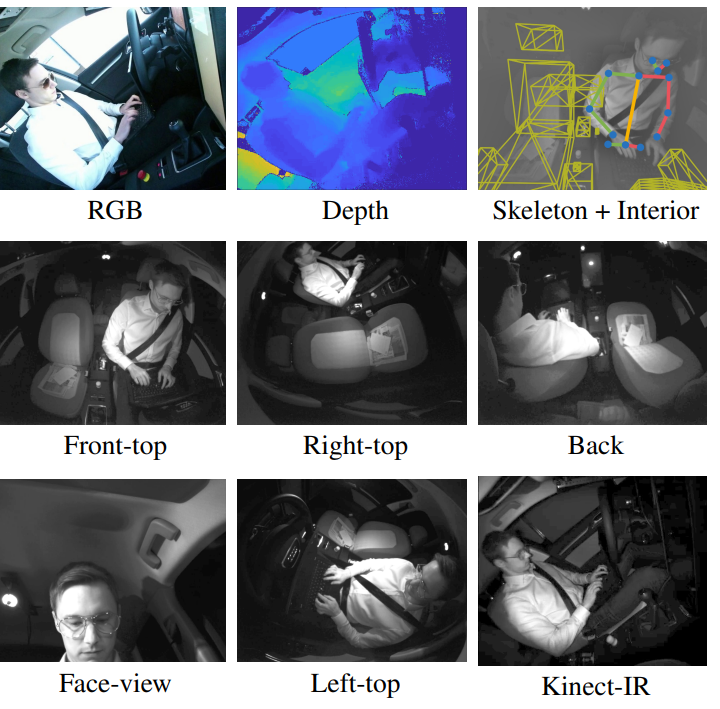 RGB
Depth
Skeleton + Interior
Front-top
Right-top
Back
Face-view
Left-top
Kinect-IR